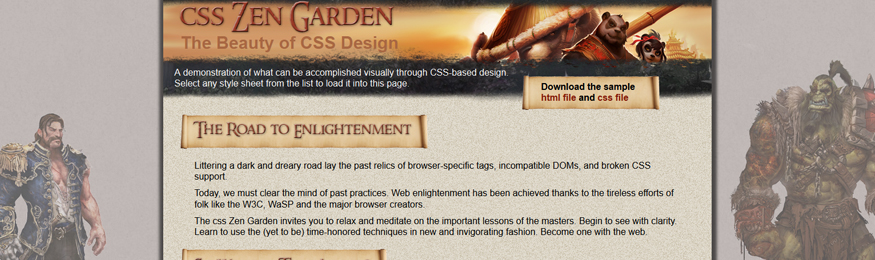 CSS Zen Garden
The Beauty of CSS Design
A demonstration of what can be accomplished visually through CSS-based design.
Select any style sheet from the list to load it into this page.
Download the sample
html file and css file
The Road to Enlightenment
Littering a dark and dreary road lay the past relics of browser-specific tags, incompatible DOMs, and broken CSS
support.
Today, we must clear the mind of past practices. Web enlightenment has been achieved thanks to the tireless efforts of
folk like the W3C, WaSP and the major browser creators.
The css Zen Garden invites you to relax and meditate on the important lessons of the masters. Begin to see with clarity.
Learn to use the (yet to be) time-honored techniques in new and invigorating fashion. Become one with the web.